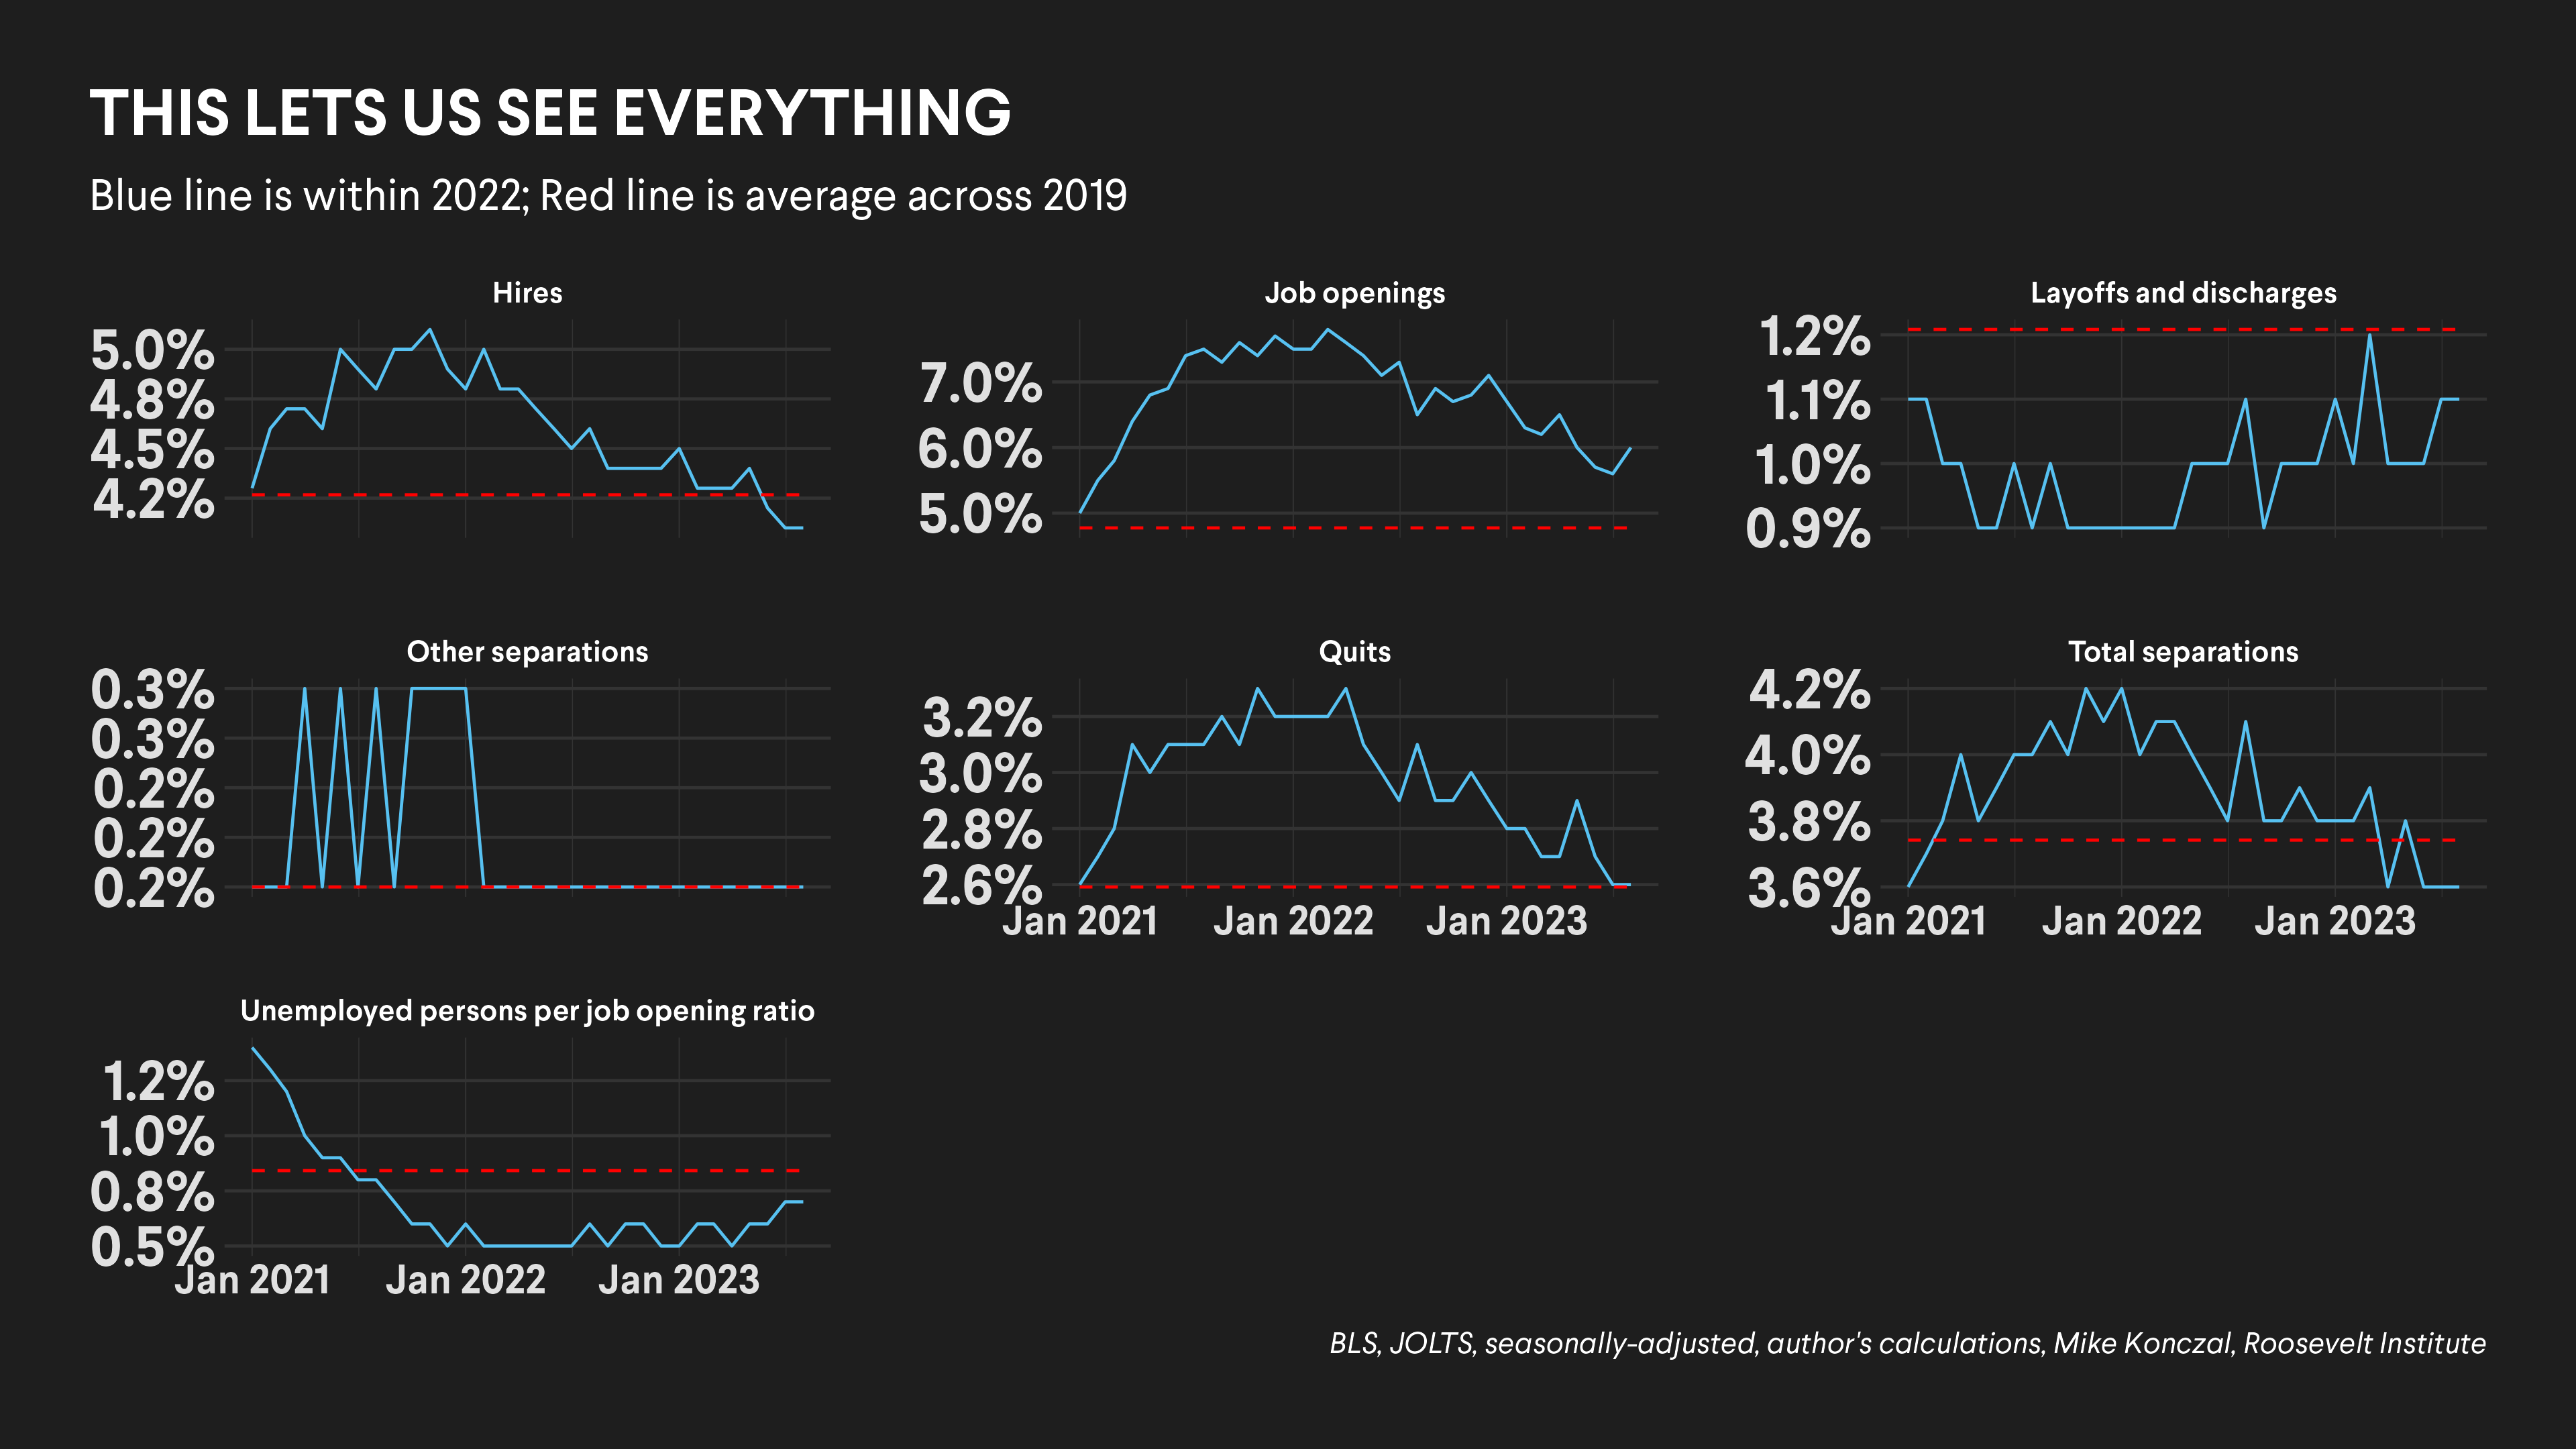 THIS LETS US SEE EVERYTHING
Blue line is within 2022; Red line is average across 2019
Hires
5.0%
4.8%
4.5%
4.2%
Job openings
7.0%
6.0%
5.0%
Layoffs and discharges
1.2%
1.1%
1.0%
0.9%
Other separations
0.3%
0.3%
0.2%
0.2%
0.2%
Quits
3.2%
3.0%
2.8%
2.6%
Jan 2021 Jan 2022 Jan 2023
Total separations
4.2%
4.0%
3.8%
3.6%
Jan 2021 Jan 2022 Jan 2023
Unemployed persons per job opening ratio
1.2%
1.0%
0.8%
0.5%
Jan 2021 Jan 2022 Jan 2023
BLS, JOLTS, seasonally-adjusted, author's calculations, Mike Konczal, Roosevelt Institute